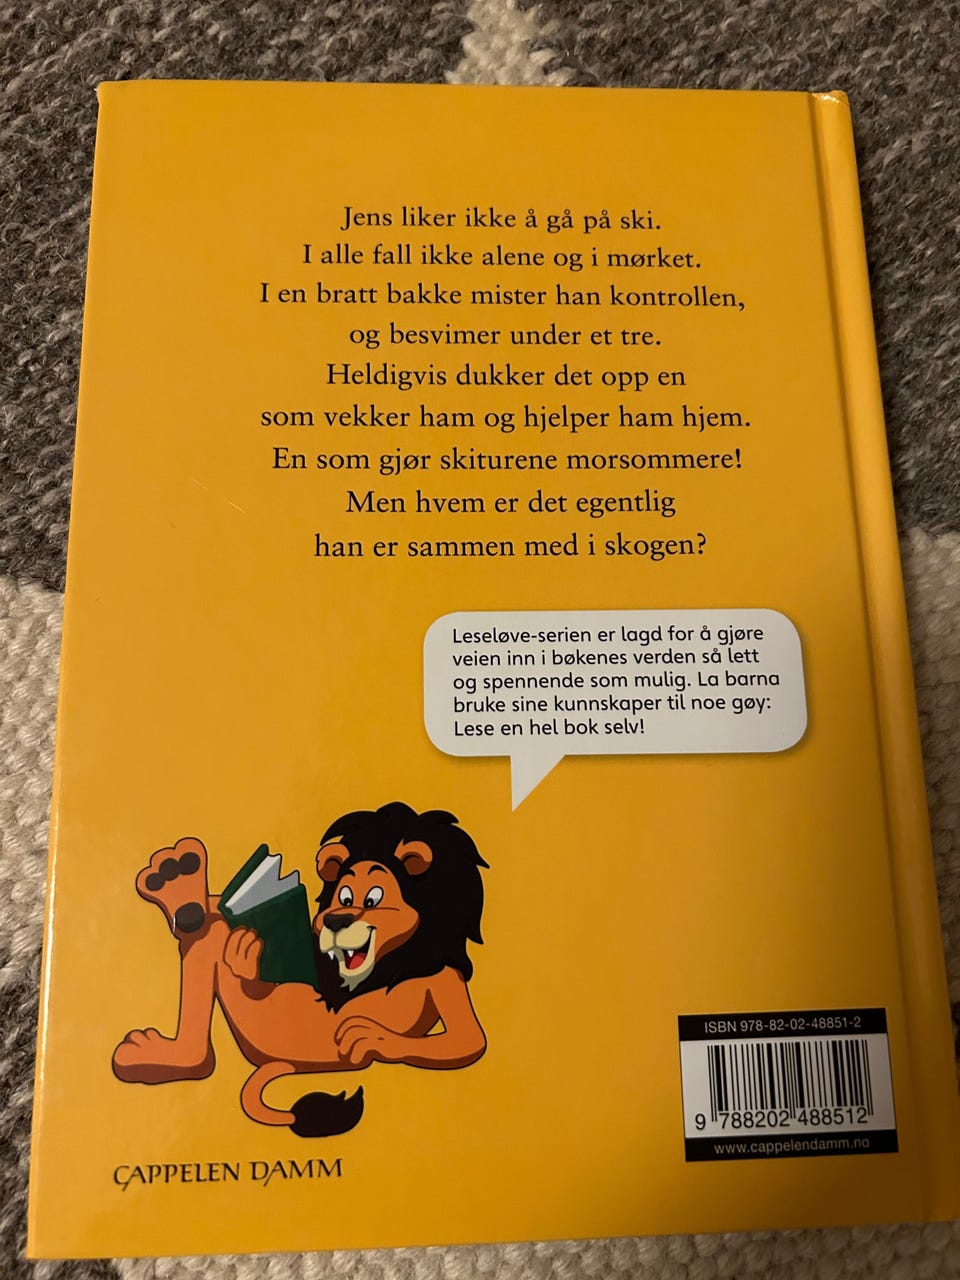 Jens liker ikke å gå på ski.
I alle fall ikke alene og i mørket.
I en bratt bakke mister han kontrollen,
og besvimer under et tre.
Heldigvis dukker det opp en
som vekker ham og hjelper ham hjem.
En som gjør skiturene morsommere!
Men hvem er det egentlig
han er sammen med i skogen?
Leseløve-serien er lagd for å gjøre
veien inn i bøkenes verden så lett
og spennende som mulig. La barna
bruke sine kunnskaper til noe gøy:
Lese en hel bok selv!
ISBN 978-82-02-48851-2
9 788202 488512
www.cappelendamm.no
CAPPELEN DAMM